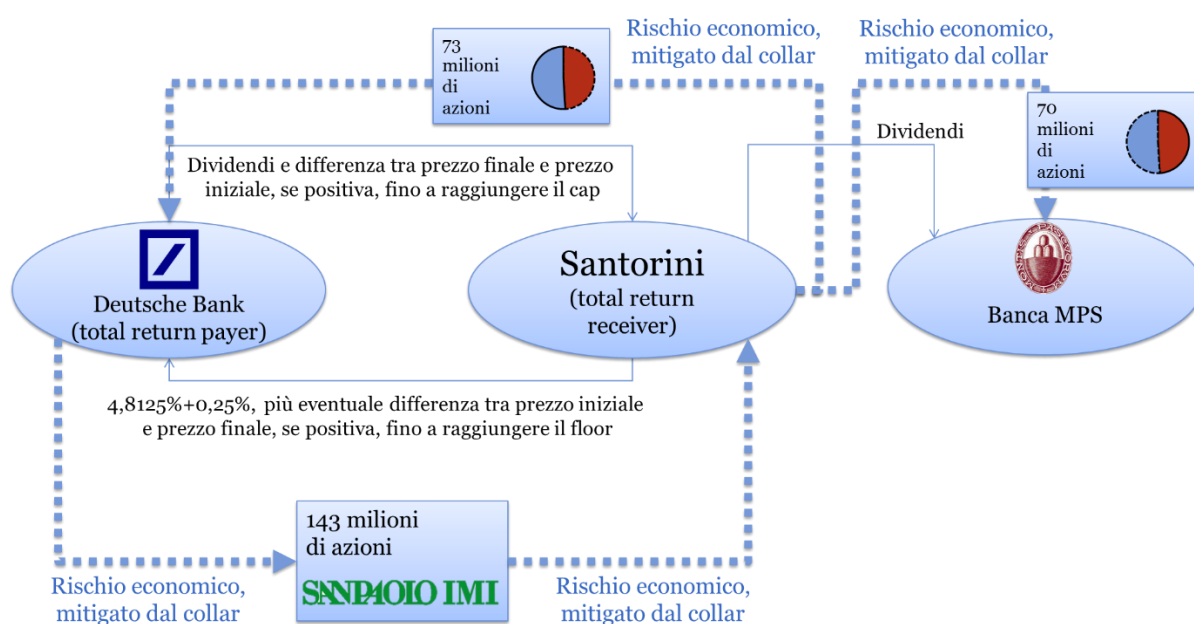 73
milioni
di
azioni
Rischio economico,
mitigato dal collar
Rischio economico,
mitigato dal collar
70
milioni
di
azioni
Dividendi
Dividendi e differenza tra prezzo finale e prezzo
iniziale, se positiva, fino a raggiungere il cap
Deutsche Bank
(total return payer)
Santorini
(total return
receiver)
Banca MPS
4,8125%+0,25%, più eventuale differenza tra prezzo iniziale
e prezzo finale, se positiva, fino a raggiungere il floor
143 milioni
di azioni
SANPAOLO IMI
Rischio economico,
mitigato dal collar
Rischio economico,
mitigato dal collar